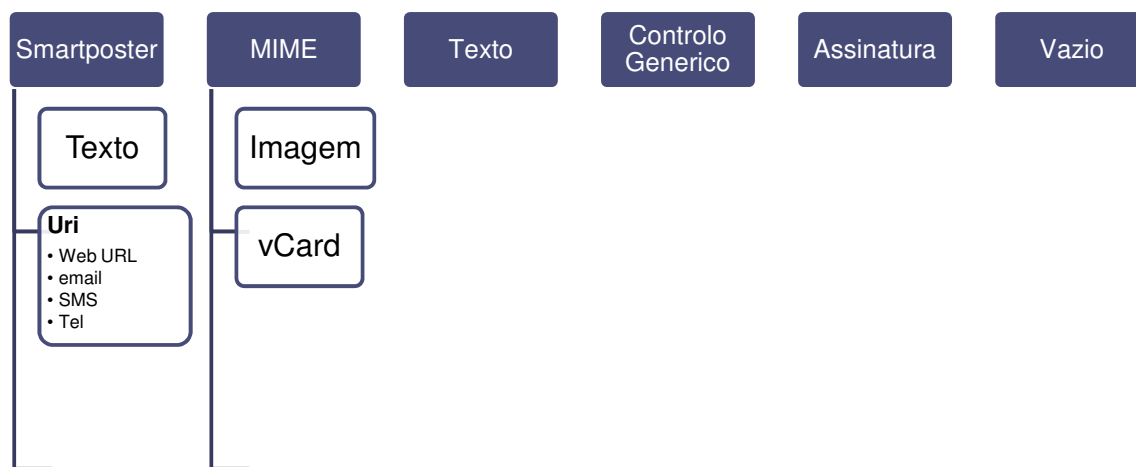 Smartposter
MIME
Texto
Controlo
Generico
Assinatura
Vazio
Texto
Uri
• Web URL
• email
• SMS
• Tel
Imagem
vCard